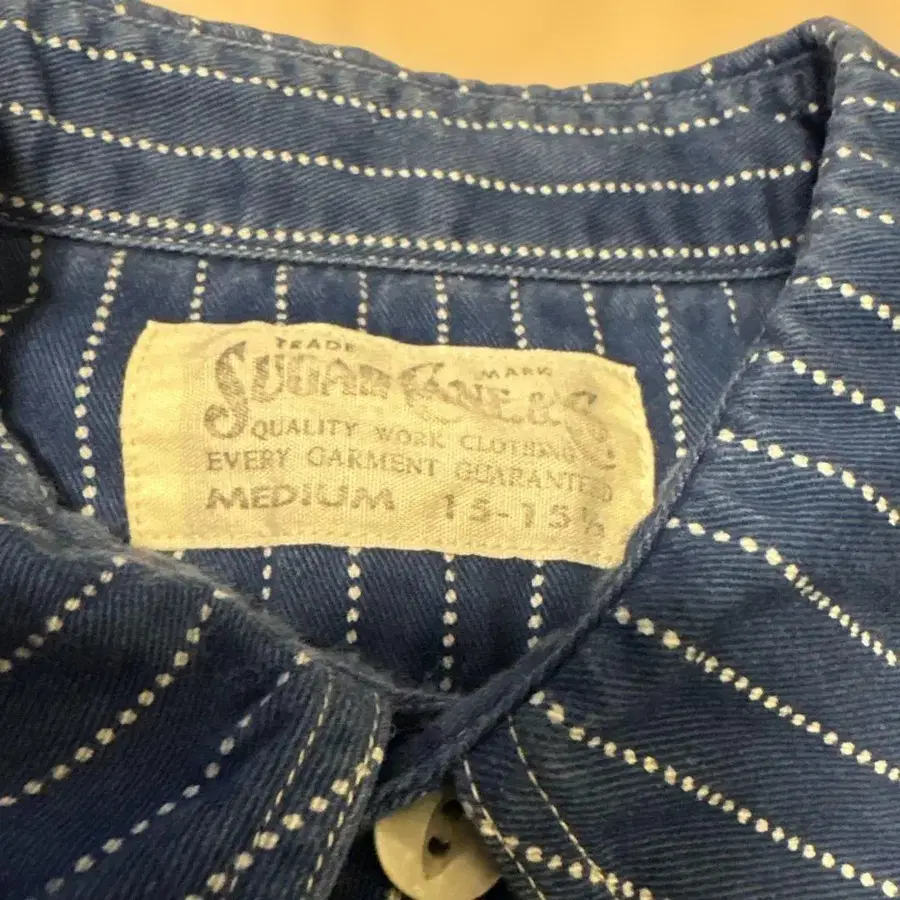 TRADE MARK
SUGAR CANE & Co.
QUALITY WORK CLOTHING
EVERY GARMENT GUARANTEED
MEDIUM 15-15½